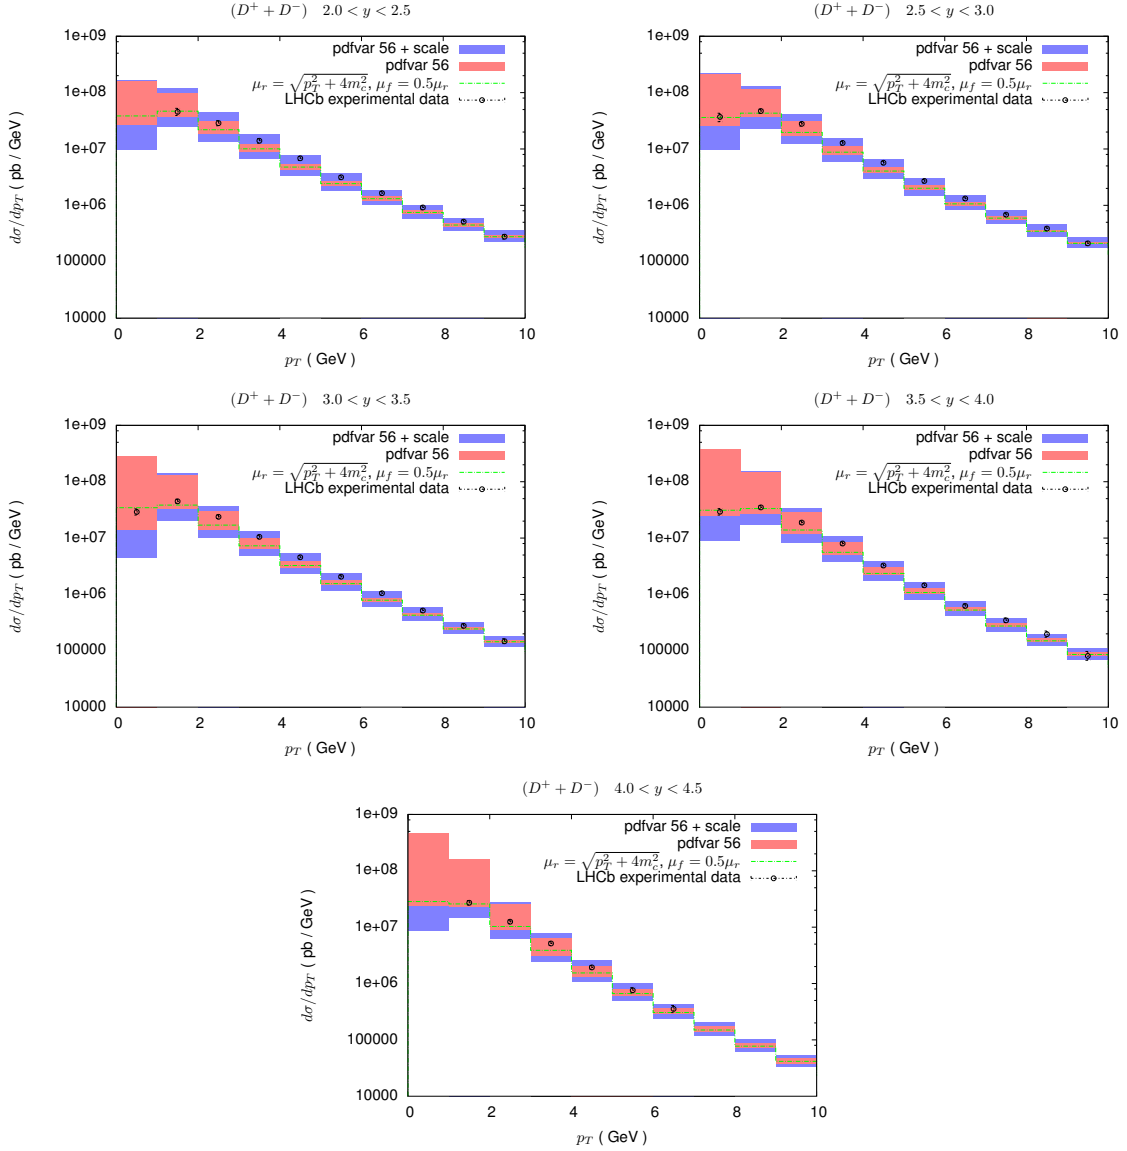 (D⁺ + D⁻) 2.0 < y < 2.5
dσ/dp_T ( pb / GeV )
1e+09
1e+08
1e+07
1e+06
100000
10000
pdfvar 56 + scale
pdfvar 56
μ_r = √(p_T² + 4m_c²), μ_f = 0.5μ_r
LHCb experimental data
0 2 4 6 8 10
p_T ( GeV )
(D⁺ + D⁻) 2.5 < y < 3.0
dσ/dp_T ( pb / GeV )
1e+09
1e+08
1e+07
1e+06
100000
10000
pdfvar 56 + scale
pdfvar 56
μ_r = √(p_T² + 4m_c²), μ_f = 0.5μ_r
LHCb experimental data
0 2 4 6 8 10
p_T ( GeV )
(D⁺ + D⁻) 3.0 < y < 3.5
dσ/dp_T ( pb / GeV )
1e+09
1e+08
1e+07
1e+06
100000
10000
pdfvar 56 + scale
pdfvar 56
μ_r = √(p_T² + 4m_c²), μ_f = 0.5μ_r
LHCb experimental data
0 2 4 6 8 10
p_T ( GeV )
(D⁺ + D⁻) 3.5 < y < 4.0
dσ/dp_T ( pb / GeV )
1e+09
1e+08
1e+07
1e+06
100000
10000
pdfvar 56 + scale
pdfvar 56
μ_r = √(p_T² + 4m_c²), μ_f = 0.5μ_r
LHCb experimental data
0 2 4 6 8 10
p_T ( GeV )
(D⁺ + D⁻) 4.0 < y < 4.5
dσ/dp_T ( pb / GeV )
1e+09
1e+08
1e+07
1e+06
100000
10000
pdfvar 56 + scale
pdfvar 56
μ_r = √(p_T² + 4m_c²), μ_f = 0.5μ_r
LHCb experimental data
0 2 4 6 8 10
p_T ( GeV )